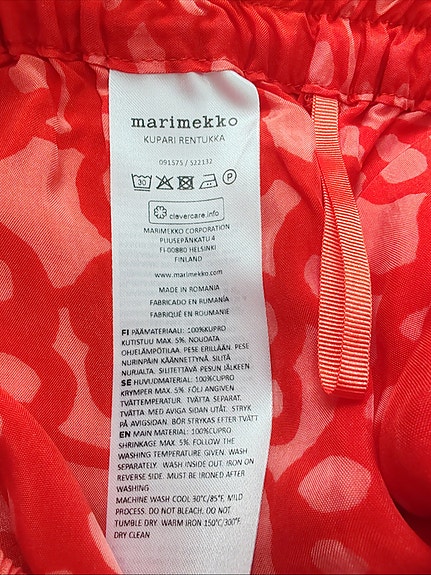 marimekko
KUPARI RENTUKKA
091575 / 522132
30 P
clevercare.info
MARIMEKKO CORPORATION
PUUSEPÄNKATU 4
FI-00880 HELSINKI
FINLAND
www.marimekko.com
MADE IN ROMANIA
FABRICADO EN RUMANÍA
FABRIQUÉ EN ROUMANIE
FI PÄÄMATERIAALI: 100%KUPRO
KUTISTUU MAX. 5%. NOUDATA
OHJELÄMPÖTILAA. PESE ERILLÄÄN. PESE
NURINPÄIN KÄÄNNETTYNÄ. SILITÄ
NURJALTA. SILITETTÄVÄ PESUN JÄLKEEN
SE HUVUDMATERIAL: 100%CUPRO
KRYMPER MAX. 5%. FÖLJ ANGIVEN
TVÄTTEMPERATUR. TVÄTTA SEPARAT.
TVÄTTA MED AVIGA SIDAN UTÅT. STRYK
PÅ AVIGSIDAN. BÖR STRYKAS EFTER TVÄTT
EN MAIN MATERIAL: 100%CUPRO
SHRINKAGE MAX. 5%. FOLLOW THE
WASHING TEMPERATURE GIVEN. WASH
SEPARATELY. WASH INSIDE OUT. IRON ON
REVERSE SIDE. MUST BE IRONED AFTER
WASHING
MACHINE WASH COOL 30°C/85°F, MILD
PROCESS. DO NOT BLEACH. DO NOT
TUMBLE DRY. WARM IRON 150°C/300°F.
DRY CLEAN